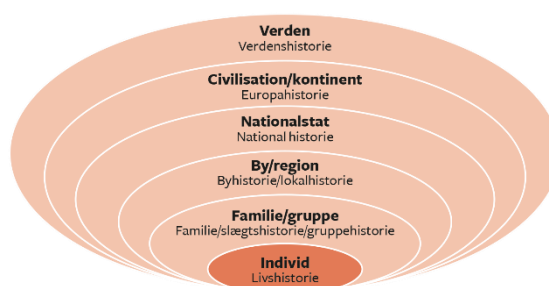 Verden
Verdenshistorie
Civilisation/kontinent
Europahistorie
Nationalstat
National historie
By/region
Byhistorie/lokalhistorie
Familie/gruppe
Familie/slægtshistorie/gruppehistorie
Individ
Livshistorie